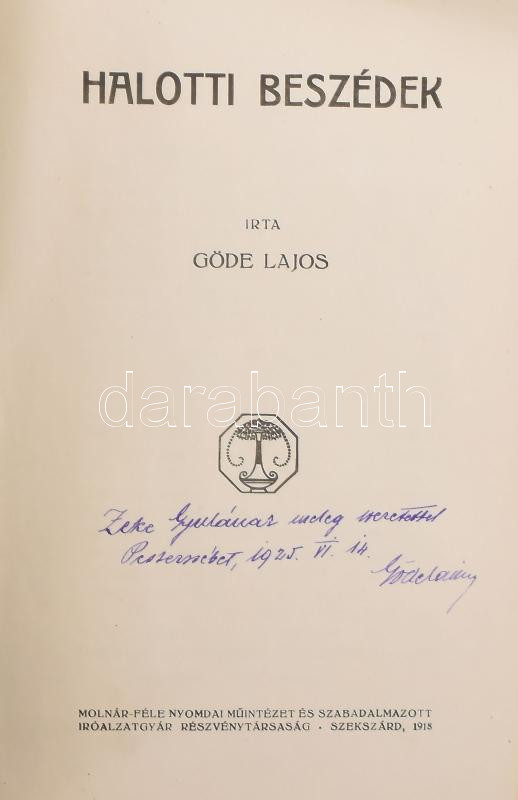 HALOTTI BESZÉDEK
IRTA
GÖDE LAJOS
darabanth
Zeke Gyulának meleg szeretettel
1925. VI. 14.
Göde Lajos
MOLNÁR-FÉLE NYOMDAI MŰINTÉZET ÉS SZABADALMAZOTT
IRÓALZATGYÁR RÉSZVÉNYTÁRSASÁG · SZEKSZÁRD, 1918